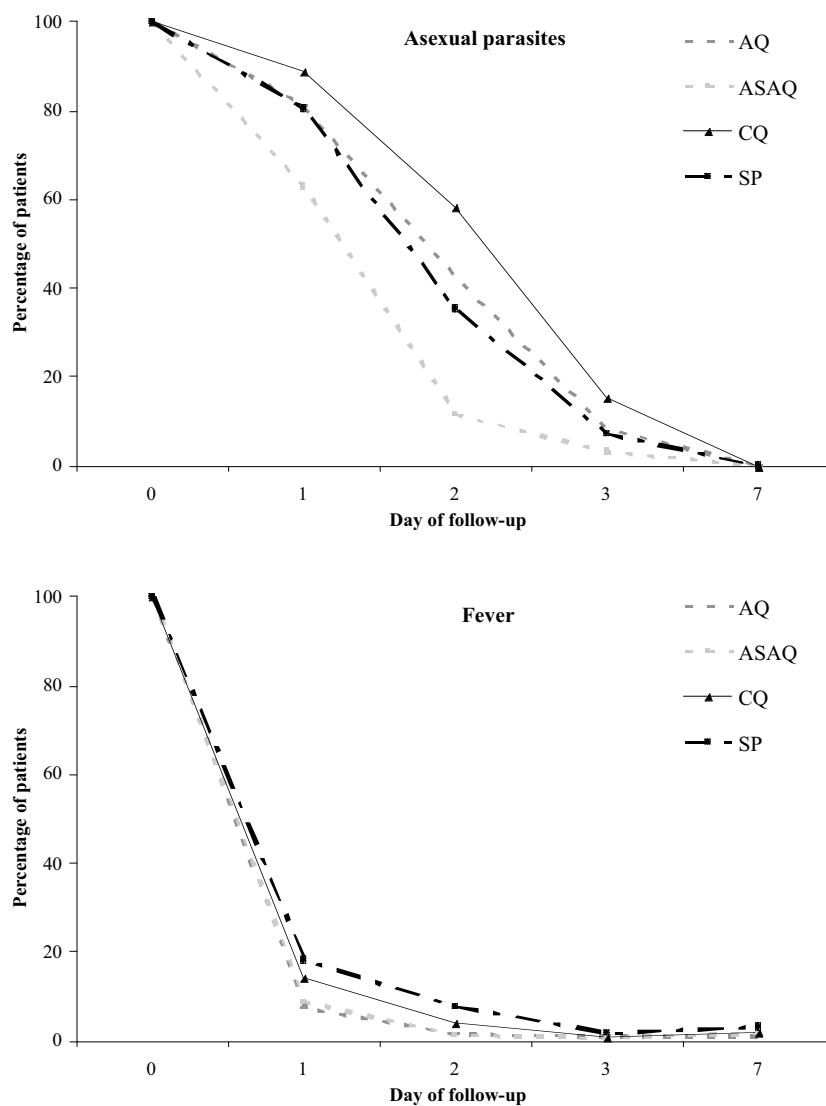 Asexual parasites
AQ
ASAQ
CQ
SP
Percentage of patients
100
80
60
40
20
0
0 1 2 3 7
Day of follow-up
Fever
AQ
ASAQ
CQ
SP
Percentage of patients
100
80
60
40
20
0
0 1 2 3 7
Day of follow-up